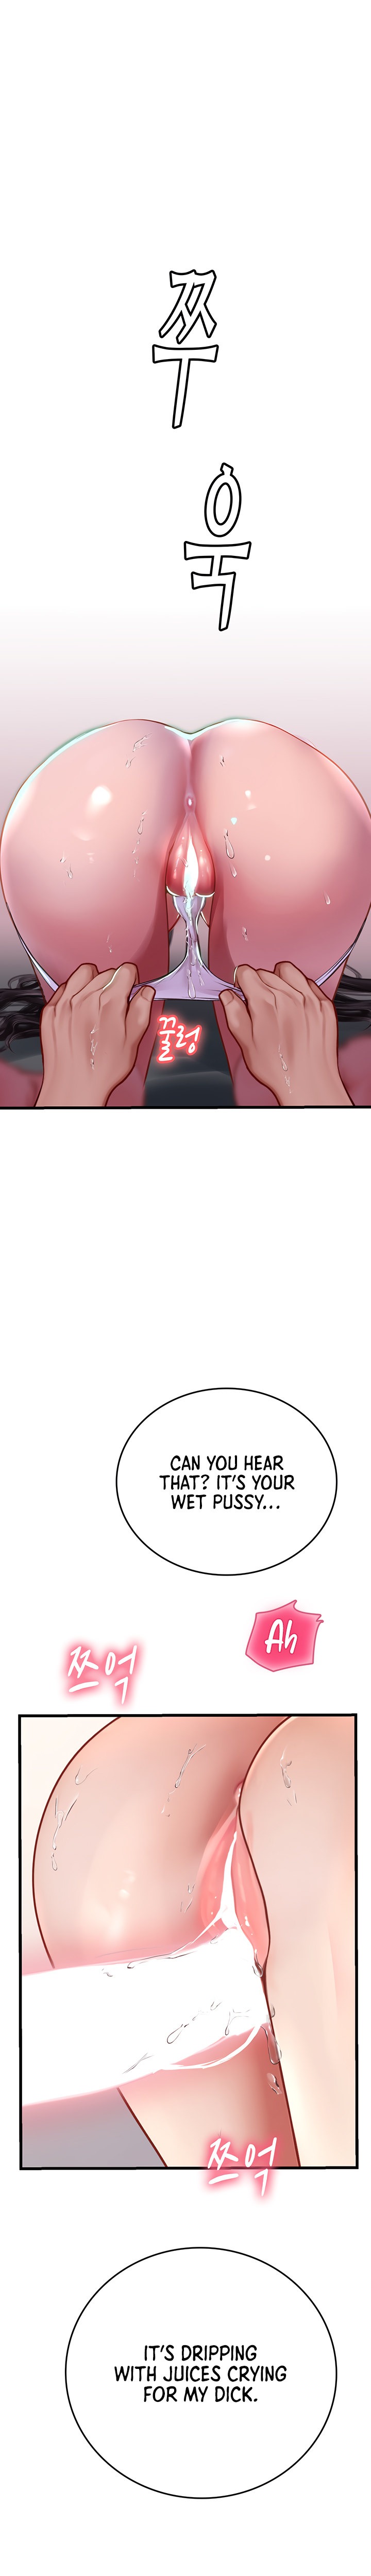 쯔
욱
꿀렁
CAN YOU HEAR
THAT? IT'S YOUR
WET PUSSY...
Ah
쯔억
쯔억
IT'S DRIPPING
WITH JUICES CRYING
FOR MY DICK.